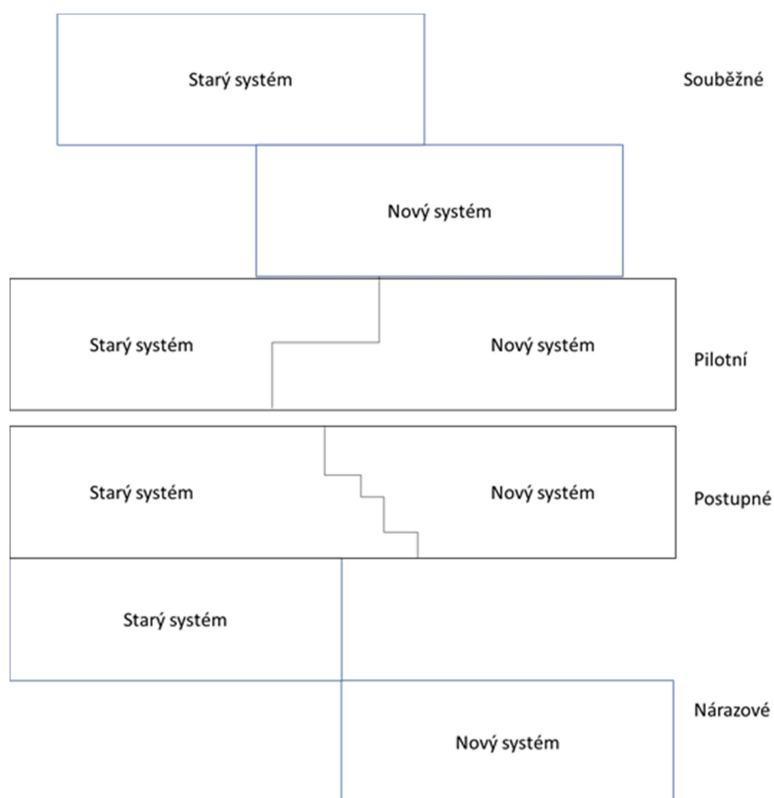 Starý systém
Souběžné
Nový systém
Starý systém
Nový systém
Pilotní
Starý systém
Nový systém
Postupné
Starý systém
Nárazové
Nový systém